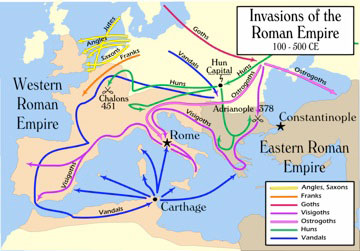 Invasions of the
Roman Empire
100 - 500 CE
Jutes
Angles
Saxons
Franks
Goths
Vandals
Huns
Hun
Capital
Huns
Ostrogoths
Ostrogoths
Western
Roman
Empire
Chalons
451
Adrianople 378
Constantinople
Visigoths
Rome
Eastern Roman
Empire
Visigoths
Vandals
Carthage
Angles, Saxons
Franks
Goths
Visigoths
Ostrogoths
Huns
Vandals